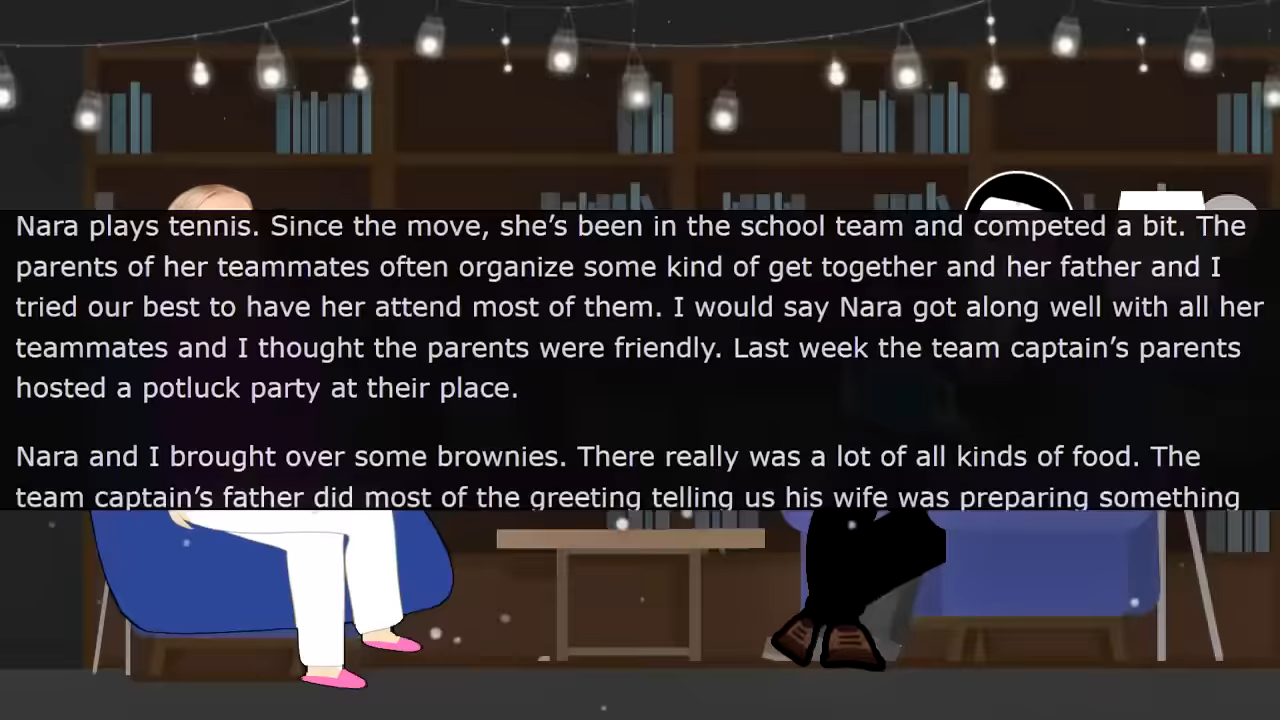 Nara plays tennis. Since the move, she’s been in the school team and competed a bit. The
parents of her teammates often organize some kind of get together and her father and I
tried our best to have her attend most of them. I would say Nara got along well with all her
teammates and I thought the parents were friendly. Last week the team captain’s parents
hosted a potluck party at their place.
Nara and I brought over some brownies. There really was a lot of all kinds of food. The
team captain’s father did most of the greeting telling us his wife was preparing something